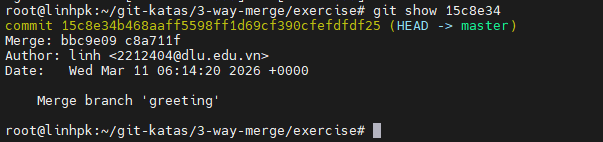 root@linhpk:~/git-katas/3-way-merge/exercise# git show 15c8e34
commit 15c8e34b468aaff5598ff1d69cf390cfefdfdf25 (HEAD -> master)
Merge: bbc9e09 c8a711f
Author: linh <2212404@dlu.edu.vn>
Date:   Wed Mar 11 06:14:20 2026 +0000
    Merge branch 'greeting'
root@linhpk:~/git-katas/3-way-merge/exercise#